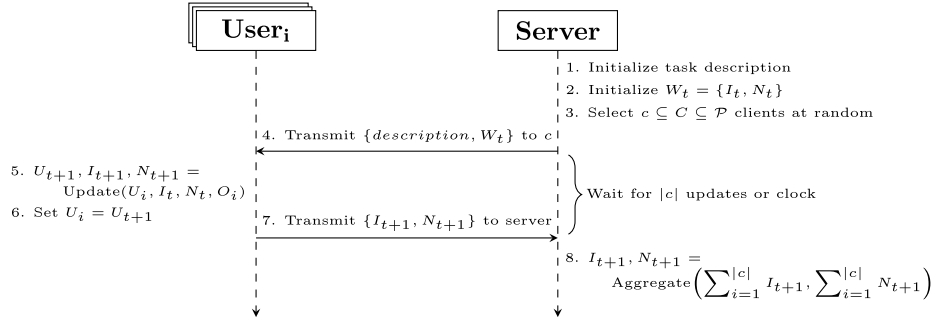 User_i
Server
1. Initialize task description
2. Initialize W_t = {I_t, N_t}
3. Select c ⊆ C ⊆ 𝒫 clients at random
4. Transmit {description, W_t} to c
5. U_{t+1}, I_{t+1}, N_{t+1} =
Update(U_i, I_t, N_t, O_i)
6. Set U_i = U_{t+1}
Wait for |c| updates or clock
7. Transmit {I_{t+1}, N_{t+1}} to server
8. I_{t+1}, N_{t+1} =
Aggregate(∑_{i=1}^{|c|} I_{t+1}, ∑_{i=1}^{|c|} N_{t+1})